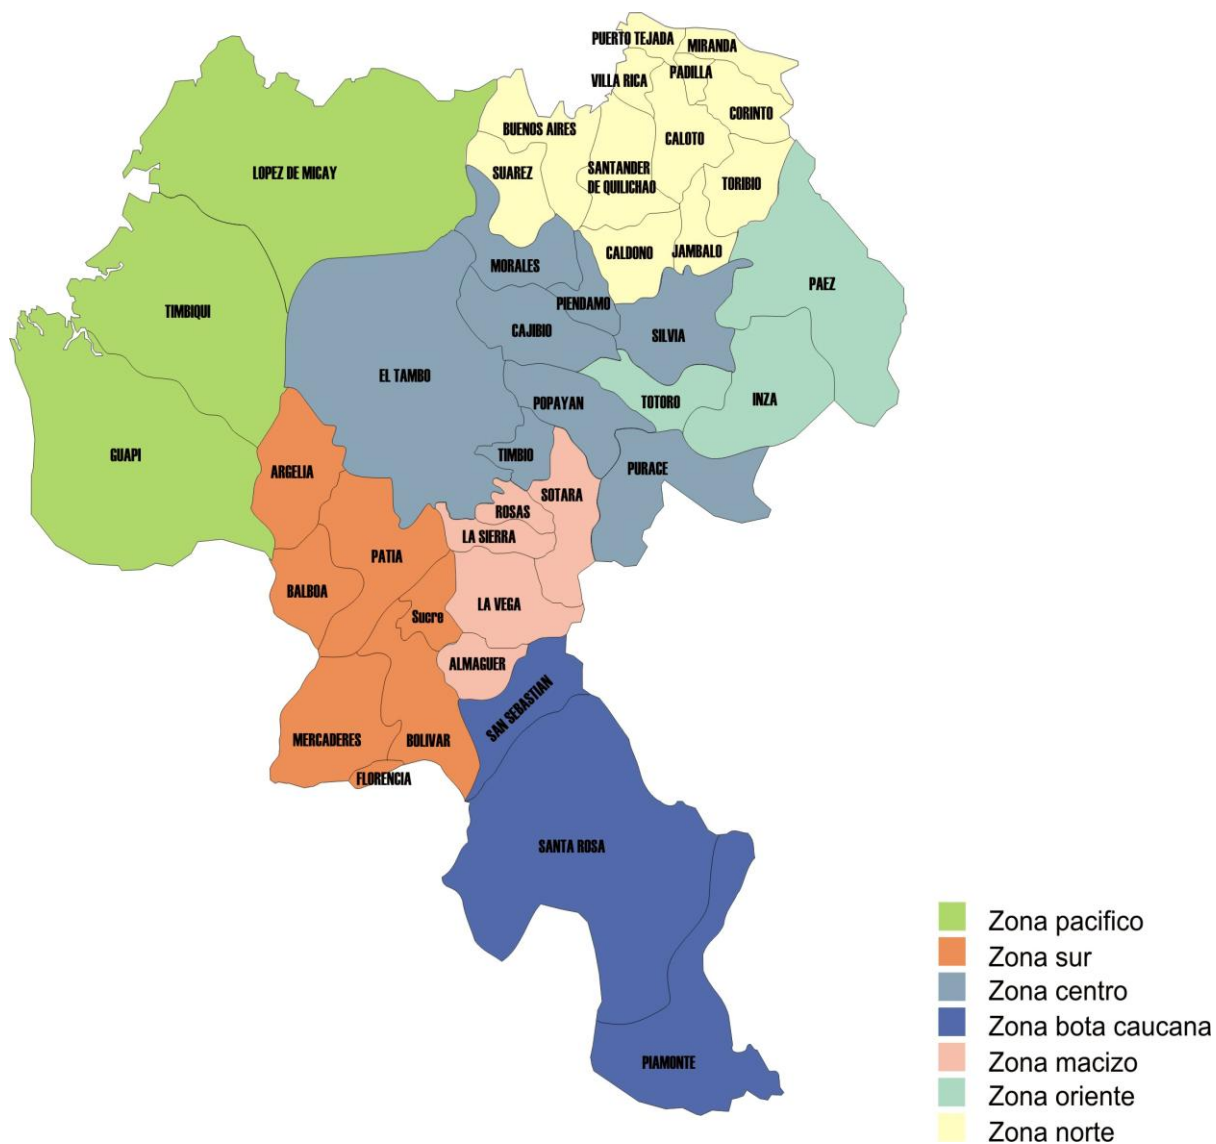 PUERTO TEJADA
MIRANDA
PADILLA
VILLA RICA
CORINTO
BUENOS AIRES
CALOTO
LOPEZ DE MICAY
SUAREZ
SANTANDER
DE QUILICHAO
TORIBIO
CALDONO
JAMBALO
MORALES
PAEZ
PIENDAMO
TIMBIQUI
CAJIBIO
SILVIA
EL TAMBO
POPAYAN
TOTORO
INZA
GUAPI
TIMBIO
PURACE
ARGELIA
SOTARA
ROSAS
LA SIERRA
PATIA
BALBOA
LA VEGA
Sucre
ALMAGUER
SAN SEBASTIAN
MERCADERES
BOLIVAR
FLORENCIA
SANTA ROSA
PIAMONTE
Zona pacifico
Zona sur
Zona centro
Zona bota caucana
Zona macizo
Zona oriente
Zona norte